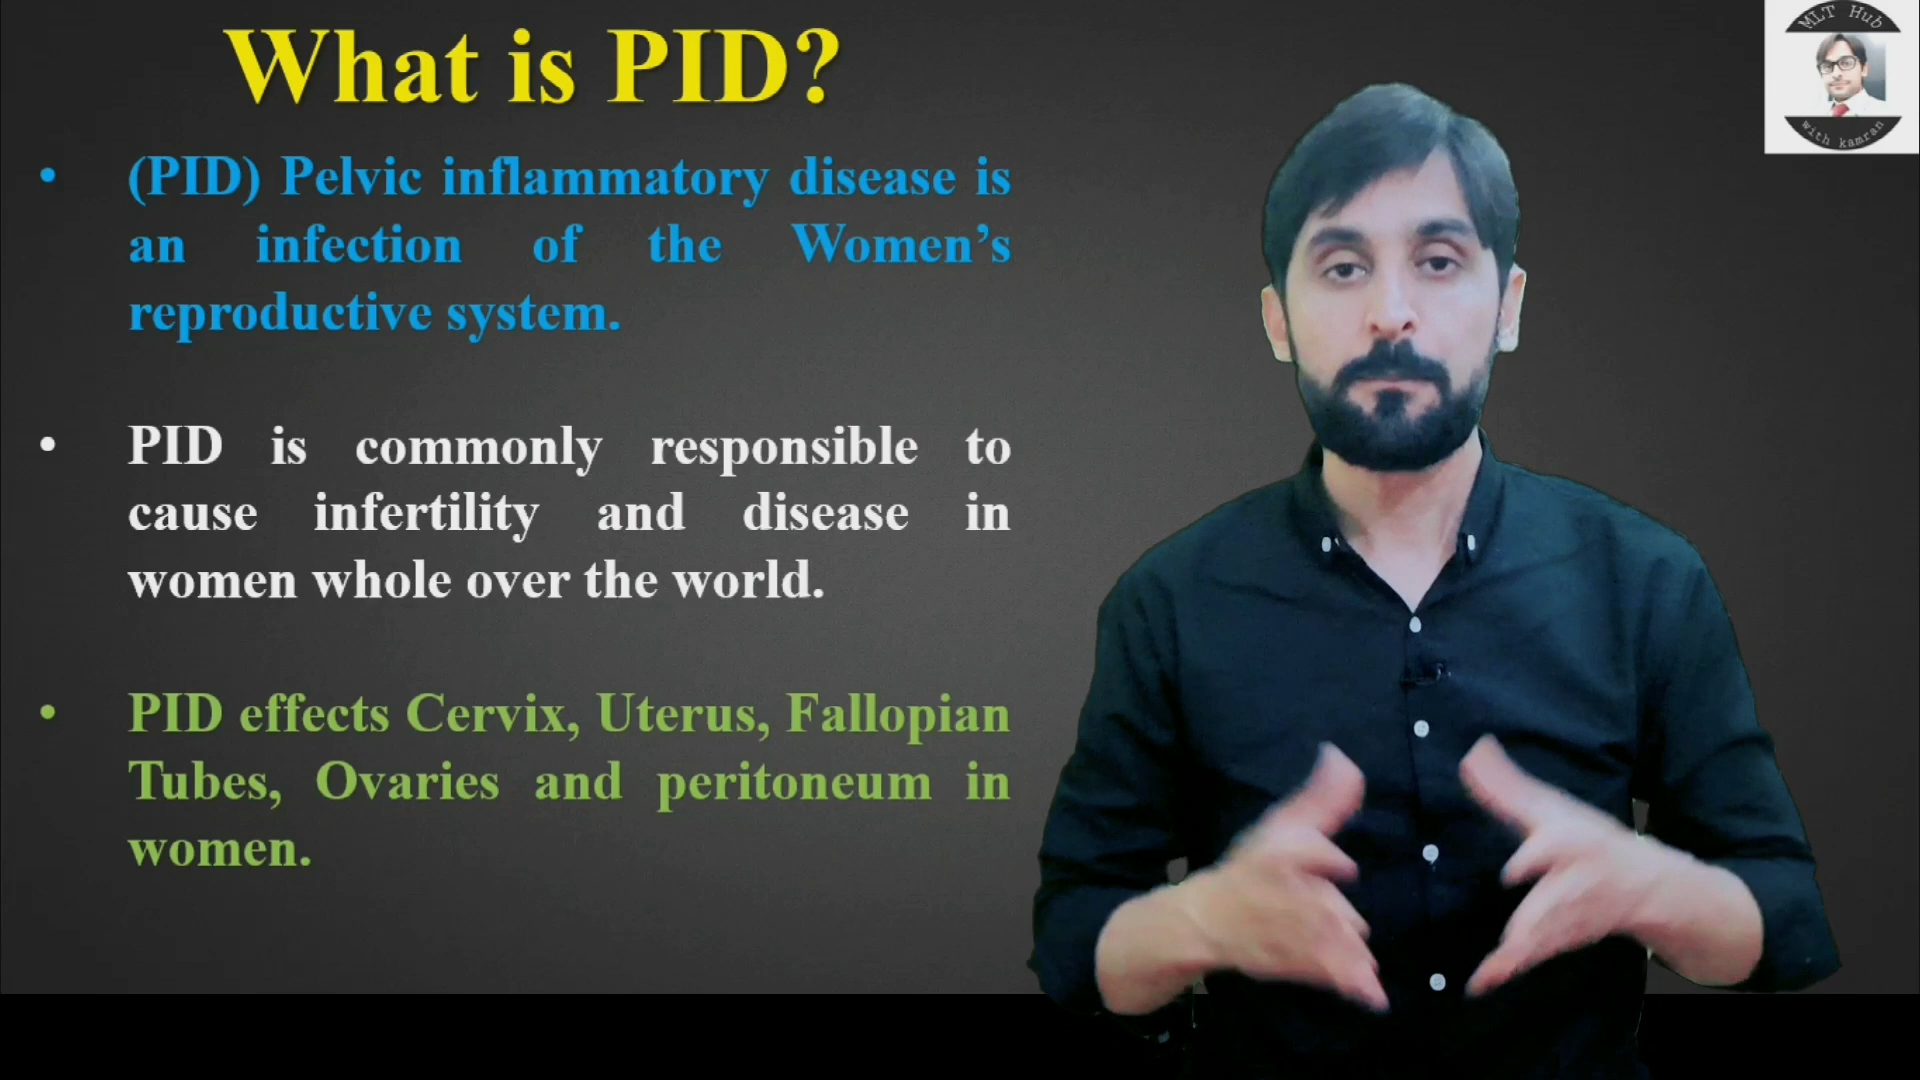 What is PID?
• (PID) Pelvic inflammatory disease is
an infection of the Women’s
reproductive system.
• PID is commonly responsible to
cause infertility and disease in
women whole over the world.
• PID effects Cervix, Uterus, Fallopian
Tubes, Ovaries and peritoneum in
women.
MLT Hub
with kamran